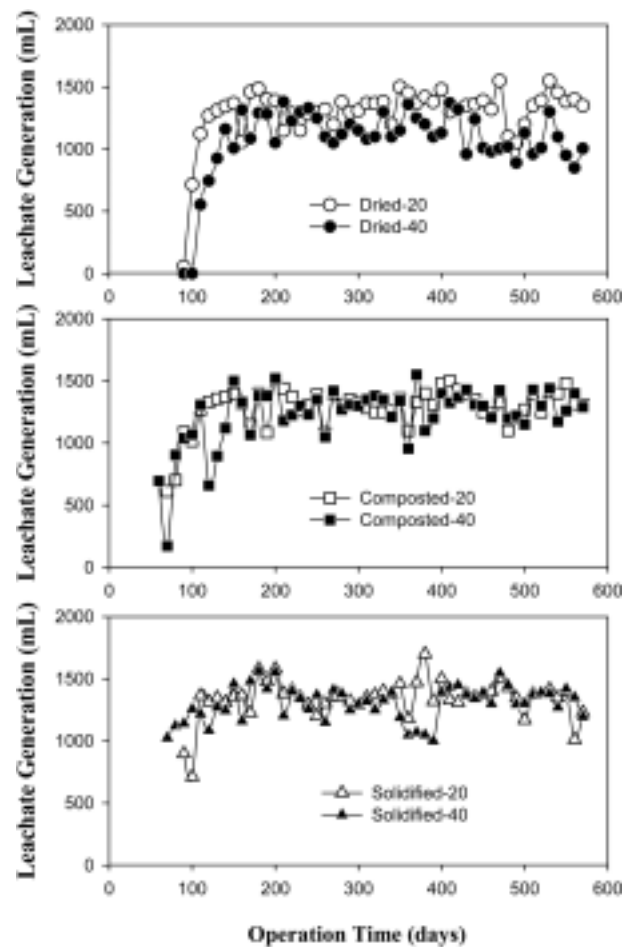 2000
1500
1000
500
0
Leachate Generation (mL)
Dried-20
Dried-40
0 100 200 300 400 500 600
2000
1500
1000
500
0
Leachate Generation (mL)
Composted-20
Composted-40
0 100 200 300 400 500 600
2000
1500
1000
500
0
Leachate Generation (mL)
Solidified-20
Solidified-40
0 100 200 300 400 500 600
Operation Time (days)